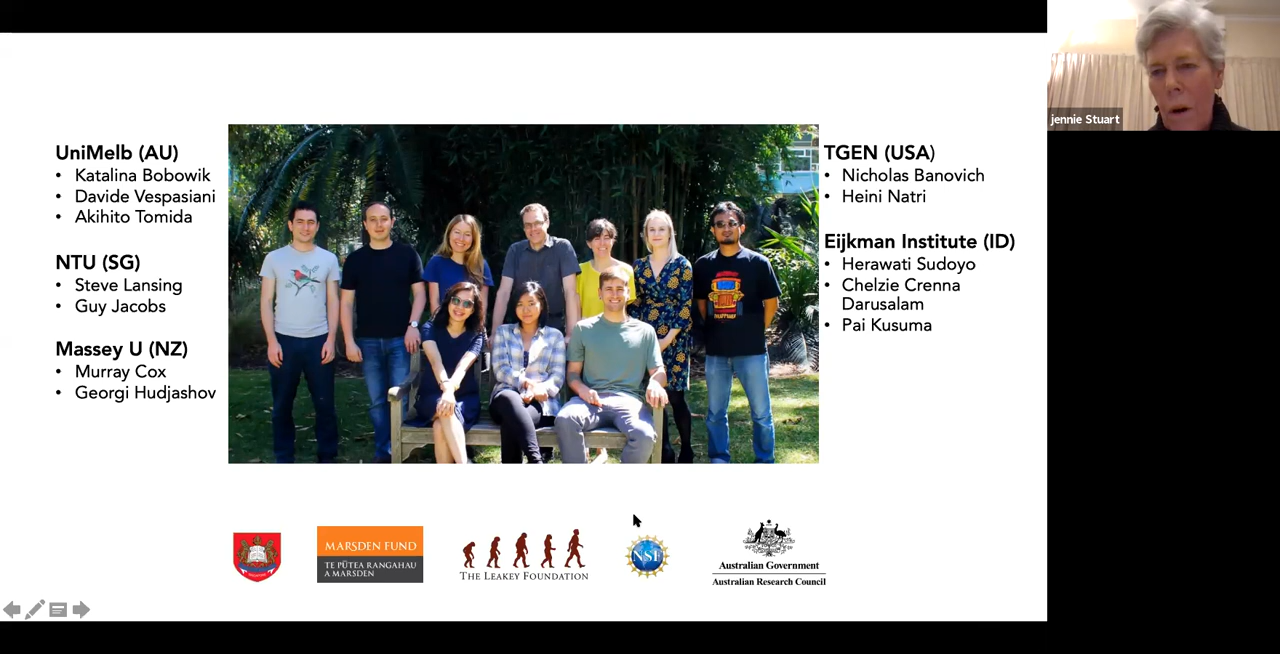 jennie Stuart
UniMelb (AU)
• Katalina Bobowik
• Davide Vespasiani
• Akihito Tomida
NTU (SG)
• Steve Lansing
• Guy Jacobs
Massey U (NZ)
• Murray Cox
• Georgi Hudjashov
TGEN (USA)
• Nicholas Banovich
• Heini Natri
Eijkman Institute (ID)
• Herawati Sudoyo
• Chelzie Crenna
Darusalam
• Pai Kusuma
MARSDEN FUND
TE PŪTEA RANGAHAU
A MARSDEN
THE LEAKEY FOUNDATION
NSF
Australian Government
Australian Research Council